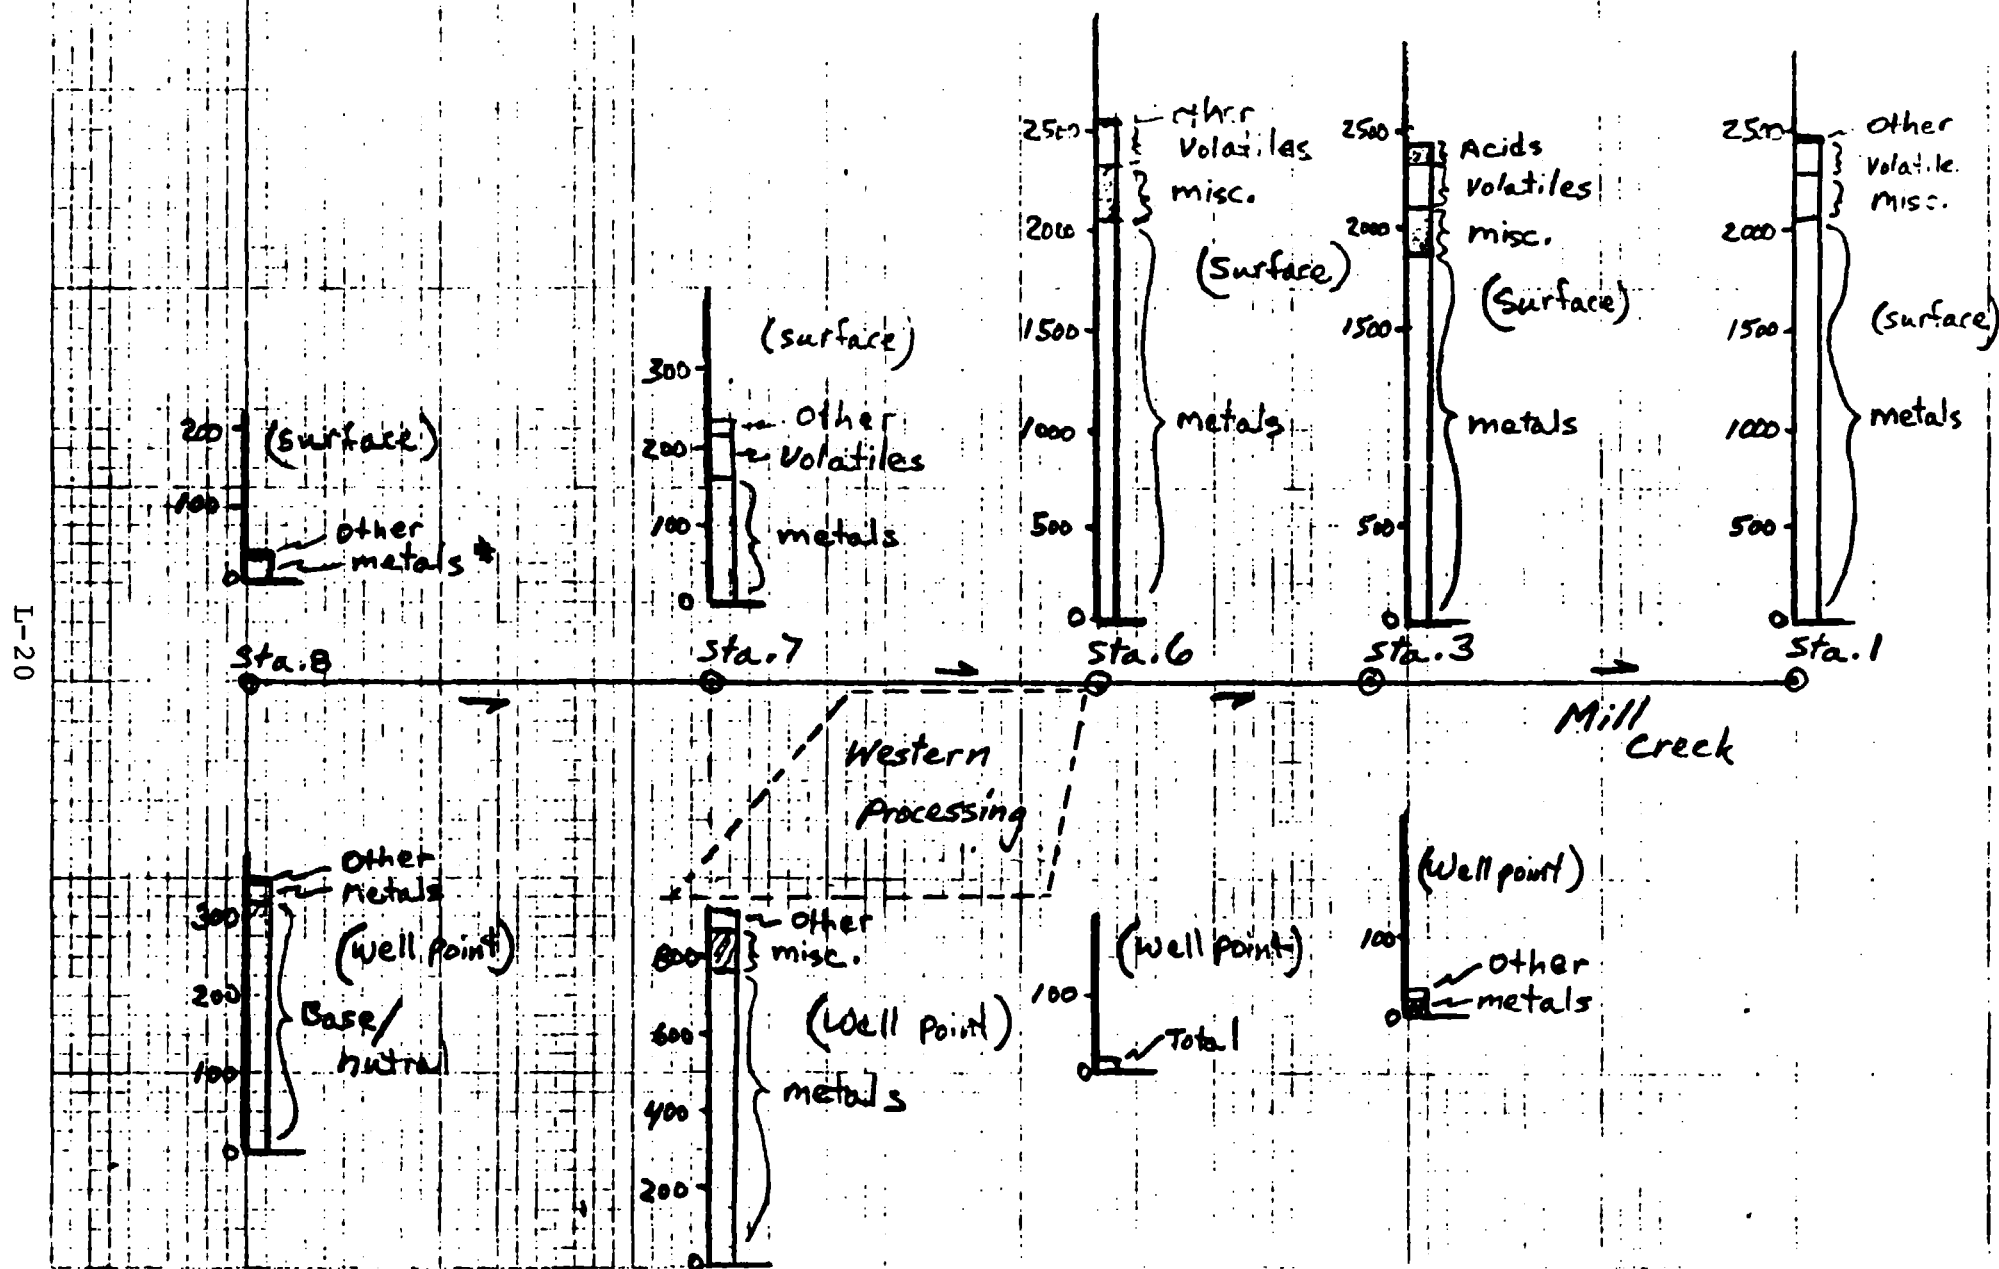 other
Volatiles
misc.
(surface)
metals
2500
2000
1500
1000
500
0
Acids
volatiles
misc.
(surface)
metals
2500
2000
1500
500
0
Other
volatile.
misc.
(surface)
metals
2500
2000
1500
1000
500
0
(surface)
300
200
100
0
Other
Volatiles
metals
(surface)
200
100
0
other
metals *
L-20
Sta.8
Sta.7
Sta.6
Sta.3
Sta.1
Mill
Creek
Western
Processing
Other
metals
(well point)
Base/
nutral
300
200
100
0
Other
misc.
(Well point)
metals
800
600
400
200
0
(Well point)
100
0
Total
(Well point)
100
0
Other
metals